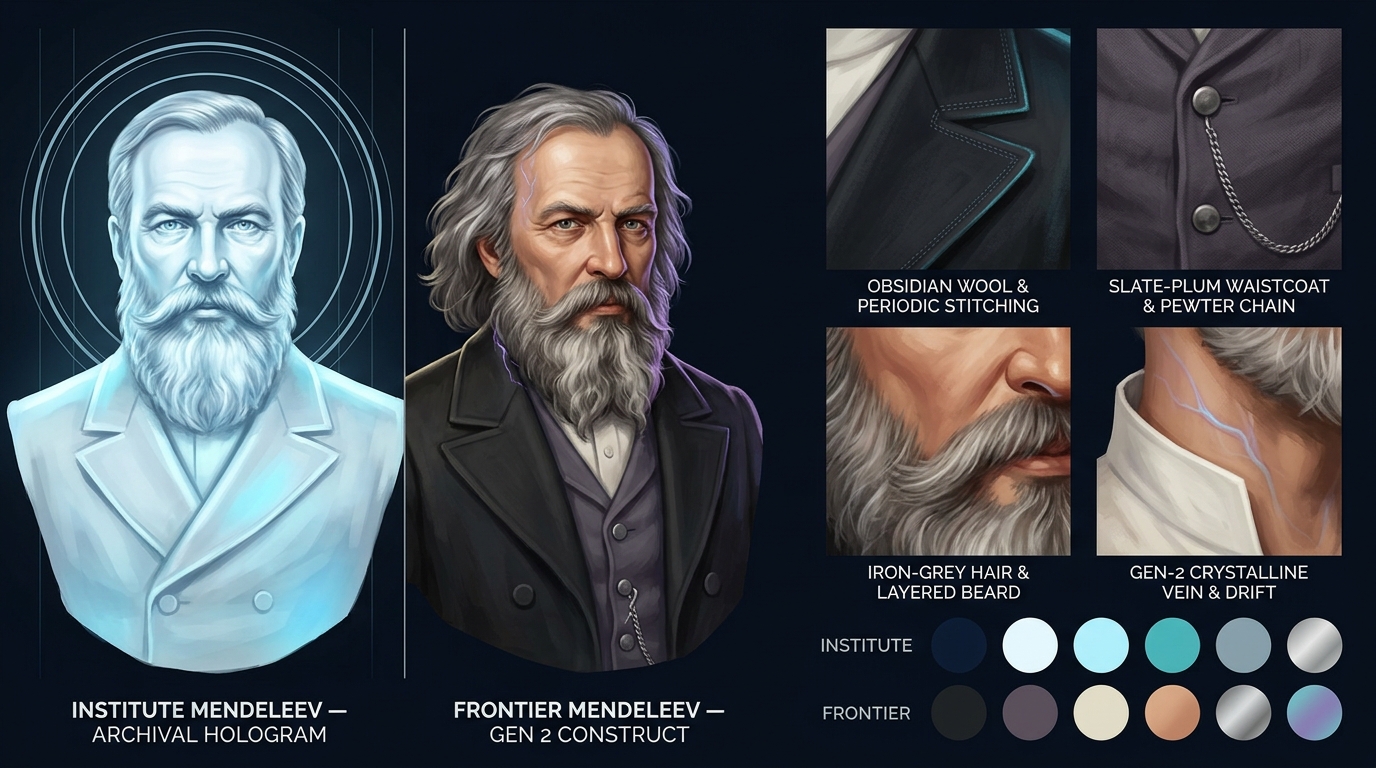 INSTITUTE MENDELEEV —
ARCHIVAL HOLOGRAM
FRONTIER MENDELEEV —
GEN 2 CONSTRUCT
OBSIDIAN WOOL &
PERIODIC STITCHING
SLATE-PLUM WAISTCOAT
& PEWTER CHAIN
IRON-GREY HAIR &
LAYERED BEARD
GEN-2 CRYSTALLINE
VEIN & DRIFT
INSTITUTE
FRONTIER